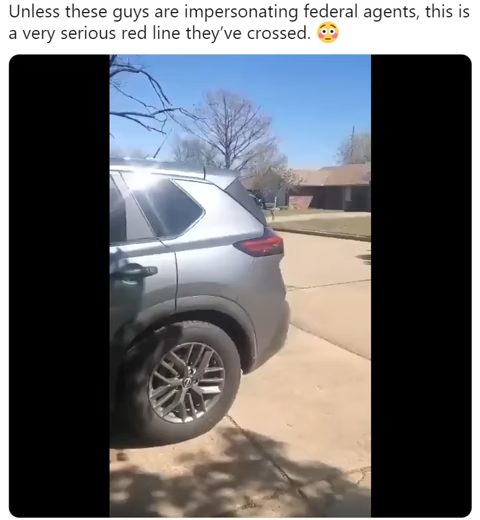 Unless these guys are impersonating federal agents, this is
a very serious red line they’ve crossed. 😳